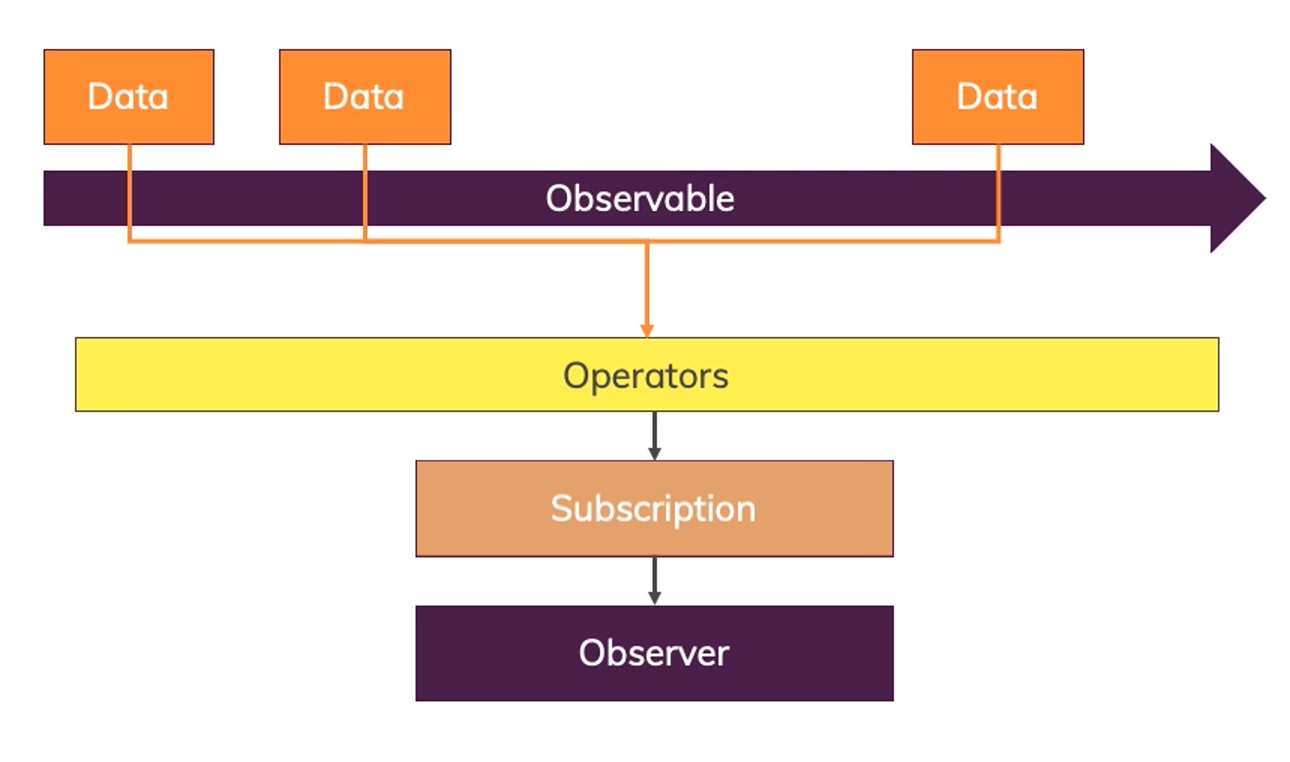 Data
Data
Data
Observable
Operators
Subscription
Observer